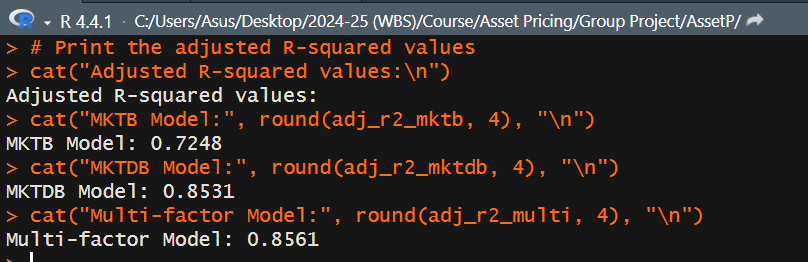 R 4.4.1 · C:/Users/Asus/Desktop/2024-25 (WBS)/Course/Asset Pricing/Group Project/AssetP/
> # Print the adjusted R-squared values
> cat("Adjusted R-squared values:\n")
Adjusted R-squared values:
> cat("MKTB Model:", round(adj_r2_mktb, 4), "\n")
MKTB Model: 0.7248
> cat("MKTDB Model:", round(adj_r2_mktdb, 4), "\n")
MKTDB Model: 0.8531
> cat("Multi-factor Model:", round(adj_r2_multi, 4), "\n")
Multi-factor Model: 0.8561
>